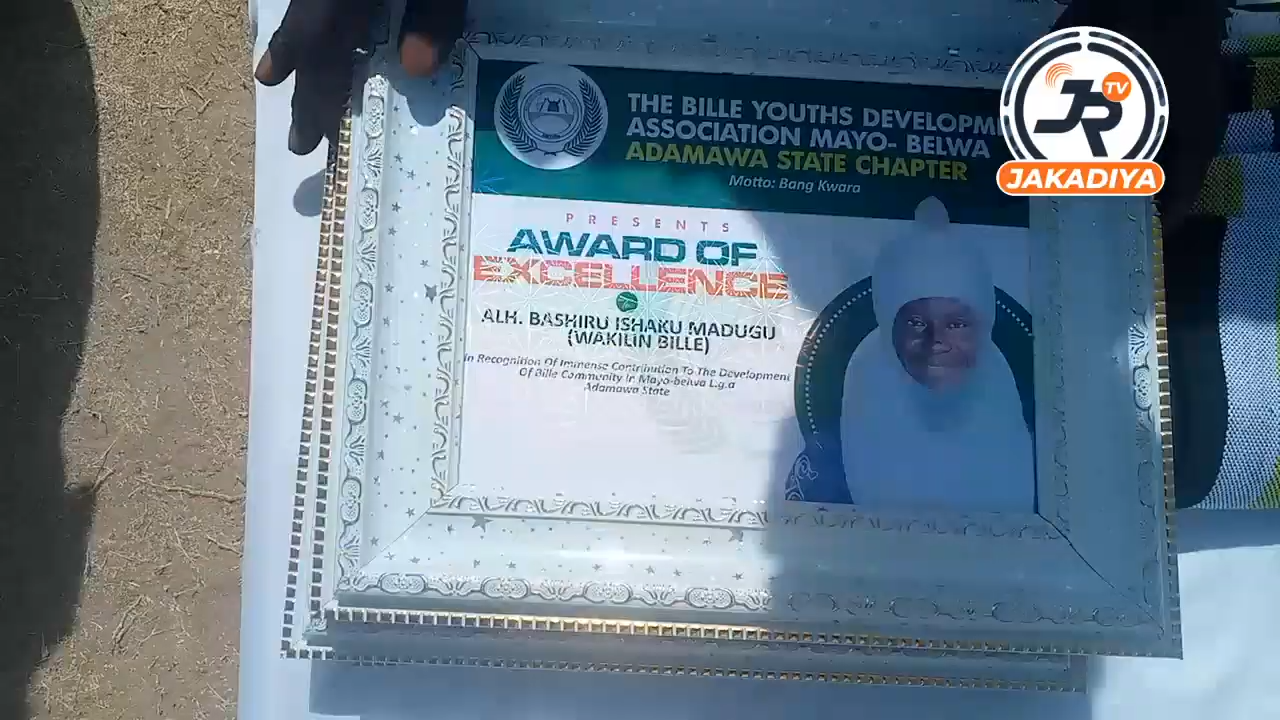 THE BILLE YOUTHS DEVELOPM
ASSOCIATION MAYO- BELWA
ADAMAWA STATE CHAPTER
Motto: Bang Kwara
PRESENTS
AWARD OF
EXCELLENCE
ALH. BASHIRU ISHAKU MADUGU
(WAKILIN BILLE)
In Recognition Of Immense Contribution To The Development
Of Bille Community In Mayo-belwa L.g.a
Adamawa State
JR TV
JAKADIYA